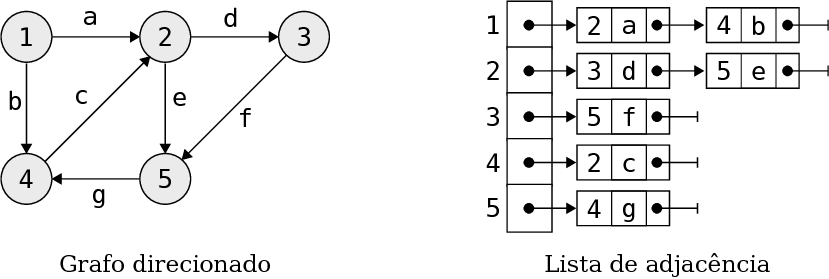 a
d
1
2
3
b
c
e
f
4
5
g
Grafo direcionado
1 2 a 4 b
2 3 d 5 e
3 5 f
4 2 c
5 4 g
Lista de adjacência